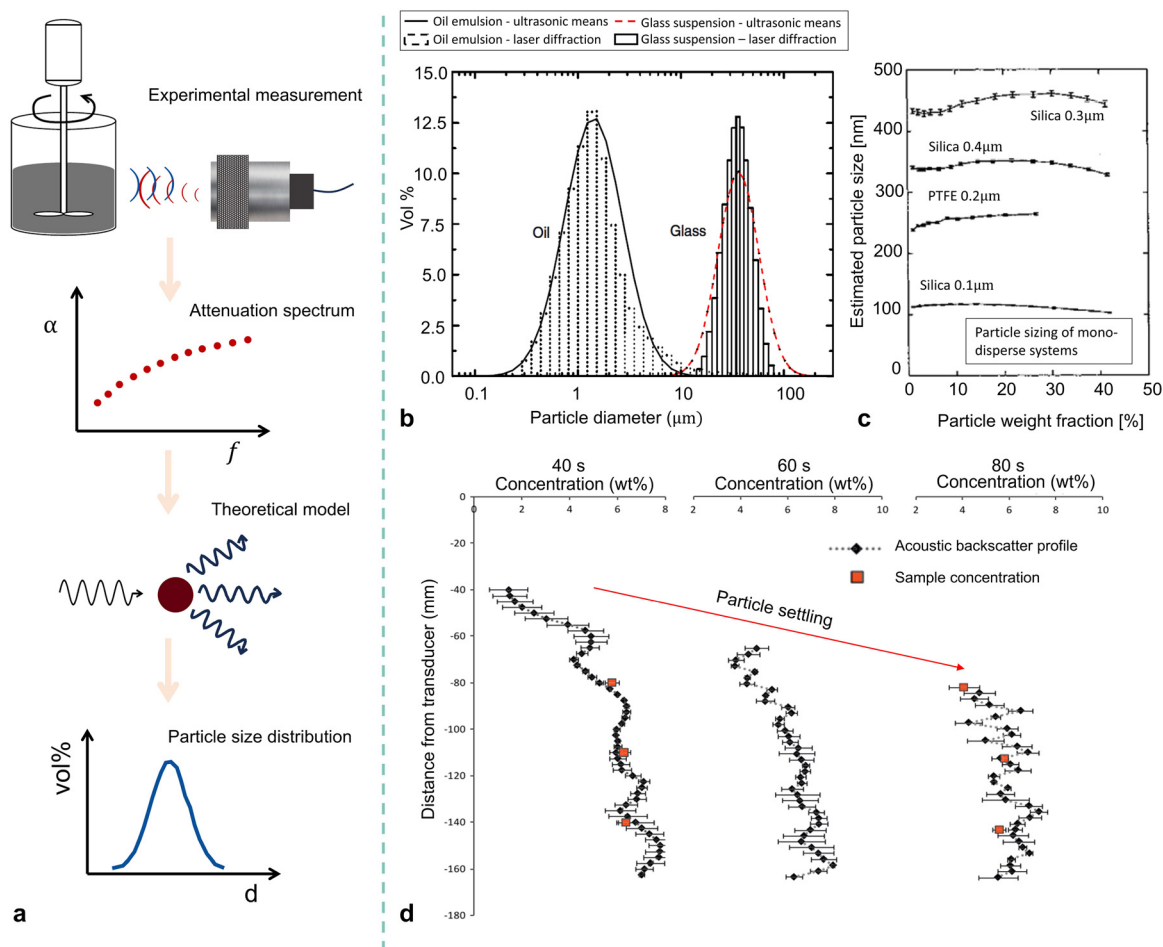 Experimental measurement
Attenuation spectrum
α
f
Theoretical model
Particle size distribution
vol%
d
a
Oil emulsion - ultrasonic means
Glass suspension - ultrasonic means
Oil emulsion - laser diffraction
Glass suspension – laser diffraction
Vol %
15.0
12.5
10.0
7.5
5.0
2.5
0.0
Oil
Glass
0.1
1
10
100
Particle diameter (μm)
b
Estimated particle size [nm]
500
400
300
200
100
0
Silica 0.3μm
Silica 0.4μm
PTFE 0.2μm
Silica 0.1μm
Particle sizing of mono-
disperse systems
0
10
20
30
40
50
Particle weight fraction [%]
c
40 s
Concentration (wt%)
0 2 4 6 8
60 s
Concentration (wt%)
2 4 6 8 10
80 s
Concentration (wt%)
2 4 6 8 10
Distance from transducer (mm)
0
-20
-40
-60
-80
-100
-120
-140
-160
-180
Acoustic backscatter profile
Sample concentration
Particle settling
d